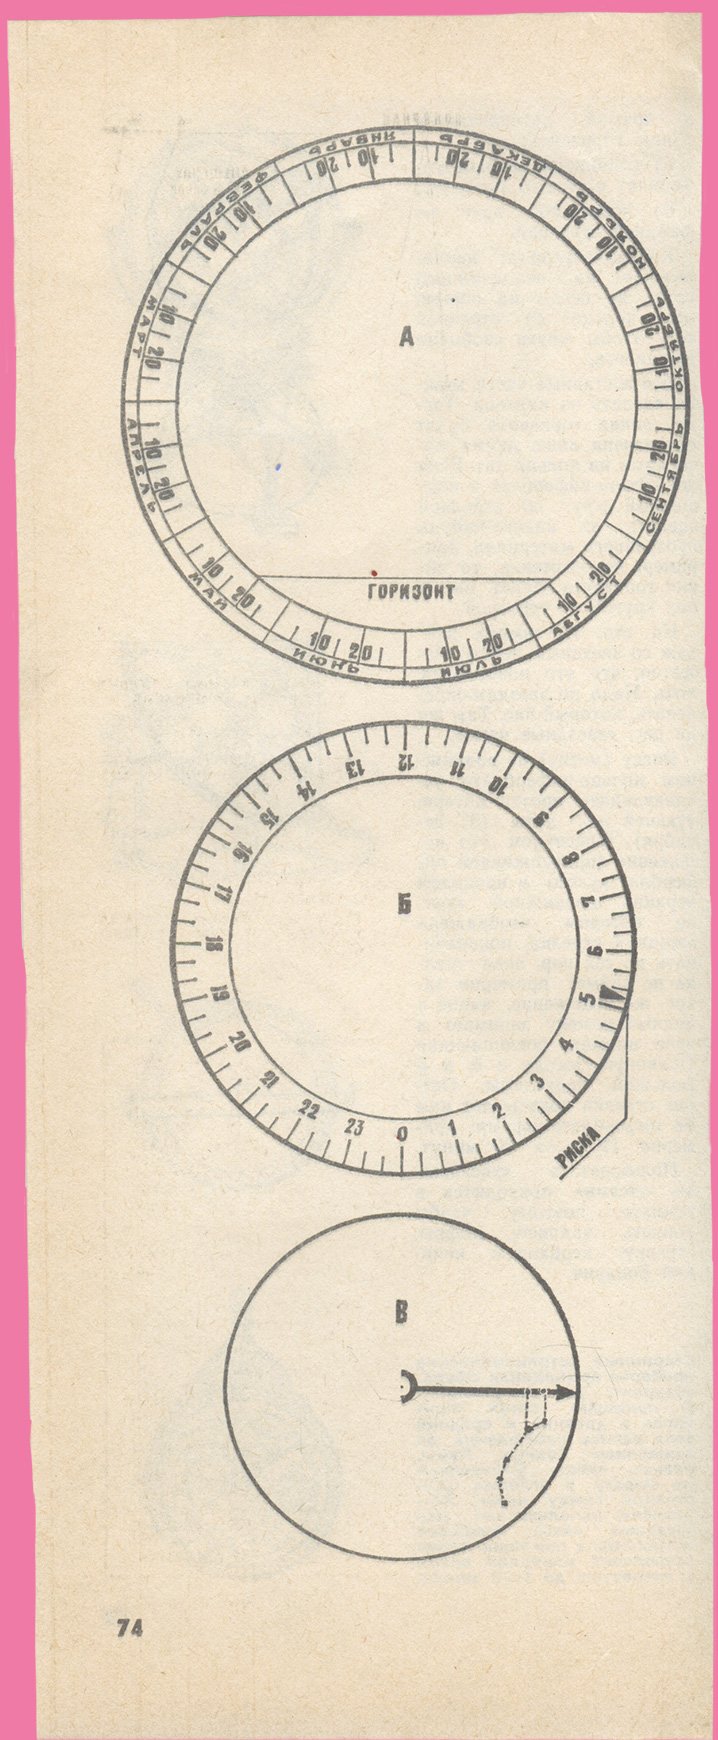 ЯНВАРЬ
10 20
ФЕВРАЛЬ
10 20
МАРТ
10 20
АПРЕЛЬ
10 20
МАЙ
10 20
ИЮНЬ
10 20
ИЮЛЬ
10 20
АВГУСТ
10 20
СЕНТЯБРЬ
10 20
ОКТЯБРЬ
10 20
НОЯБРЬ
10 20
ДЕКАБРЬ
10 20
А
ГОРИЗОНТ
12
13
14
15
16
17
18
19
20
21
22
23
0
1
2
3
4
5
6
7
8
9
10
11
Б
РИСКА
В
74